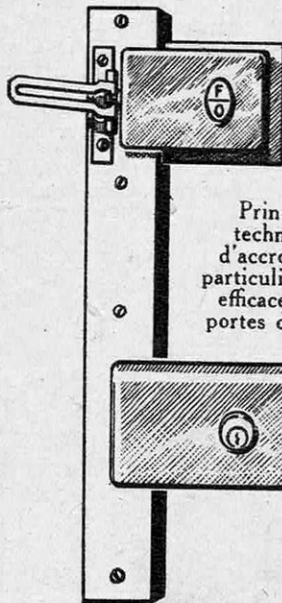 F
O
Prin
techn
d'accro
particuli
efficace
portes d